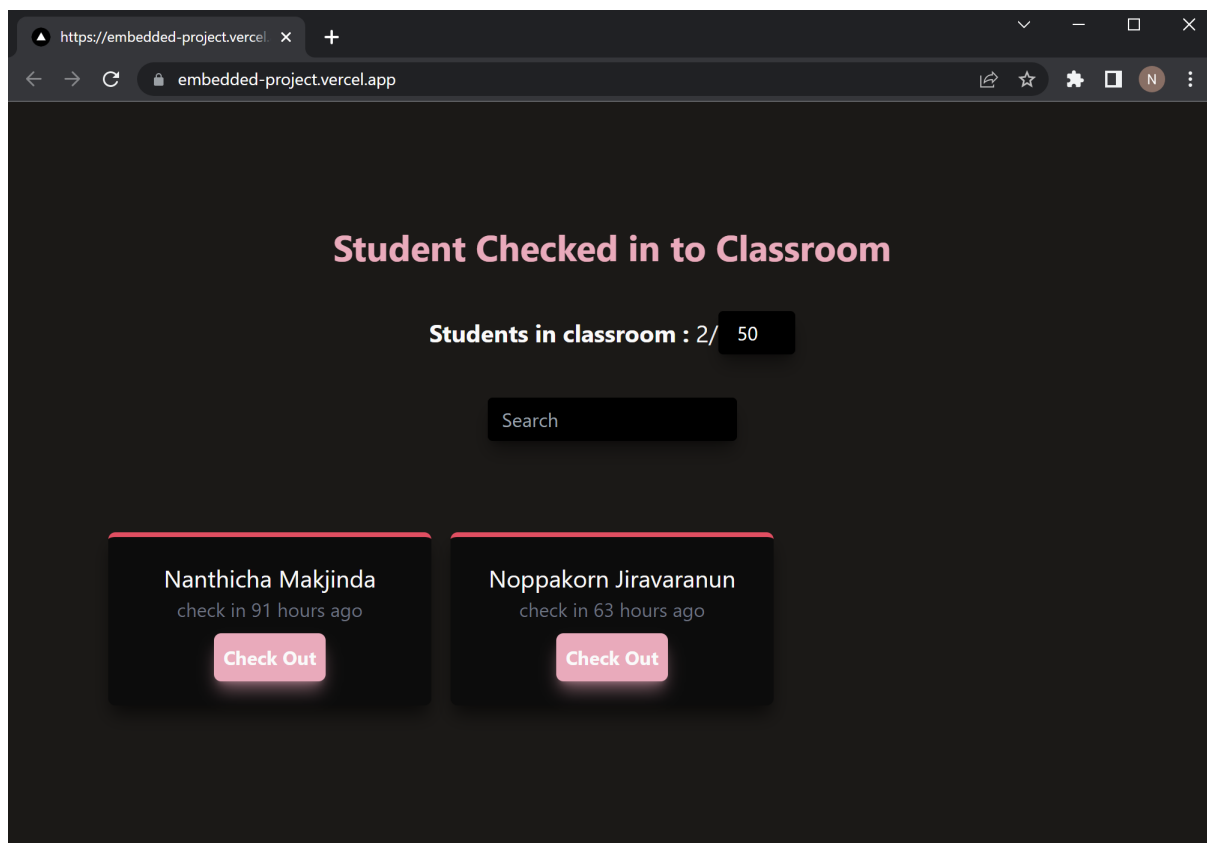 https://embedded-project.vercel.
embedded-project.vercel.app
N
Student Checked in to Classroom
Students in classroom : 2/ 50
Search
Nanthicha Makjinda
check in 91 hours ago
Check Out
Noppakorn Jiravaranun
check in 63 hours ago
Check Out